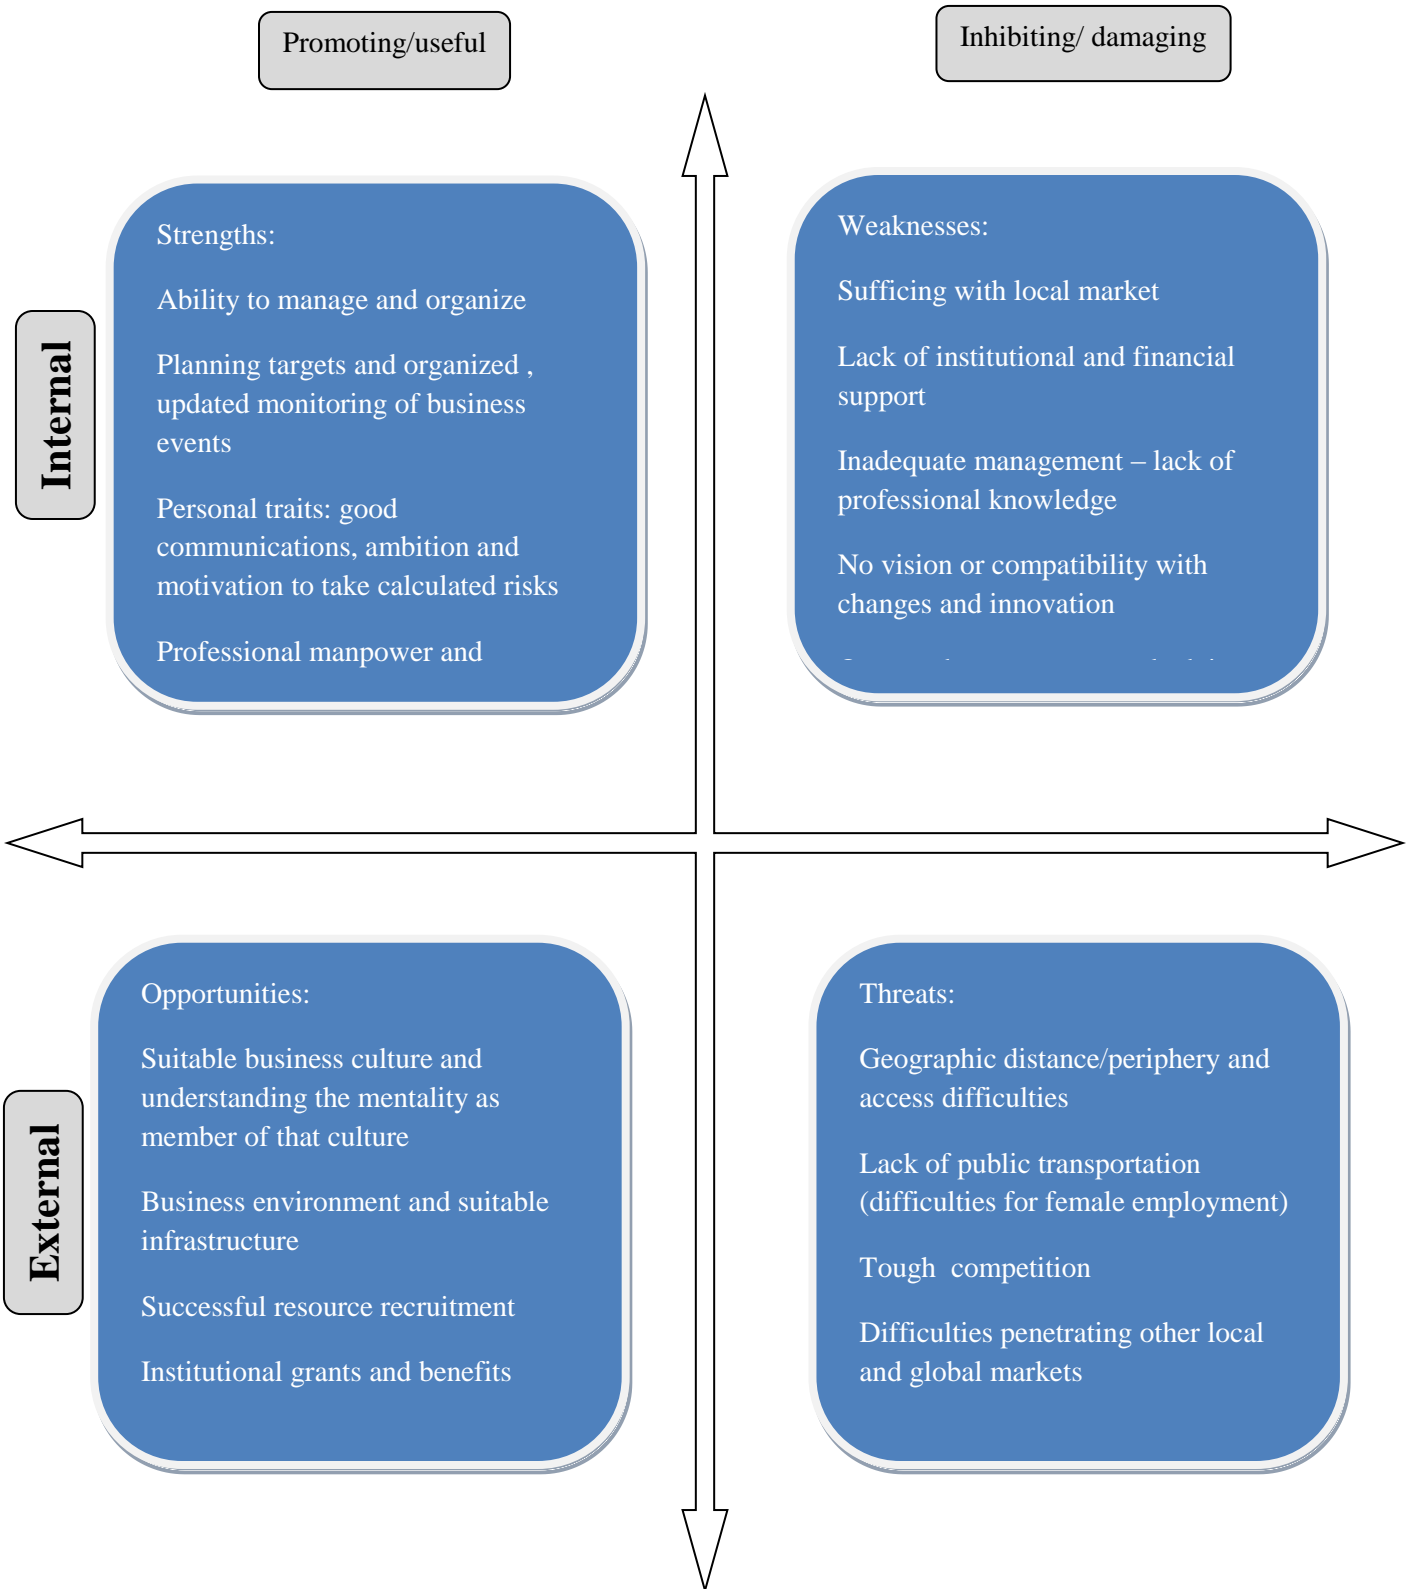 Promoting/useful
Inhibiting/ damaging
Internal
Strengths:
Ability to manage and organize
Planning targets and organized ,
updated monitoring of business
events
Personal traits: good
communications, ambition and
motivation to take calculated risks
Professional manpower and
Weaknesses:
Sufficing with local market
Lack of institutional and financial
support
Inadequate management – lack of
professional knowledge
No vision or compatibility with
changes and innovation
External
Opportunities:
Suitable business culture and
understanding the mentality as
member of that culture
Business environment and suitable
infrastructure
Successful resource recruitment
Institutional grants and benefits
Threats:
Geographic distance/periphery and
access difficulties
Lack of public transportation
(difficulties for female employment)
Tough  competition
Difficulties penetrating other local
and global markets